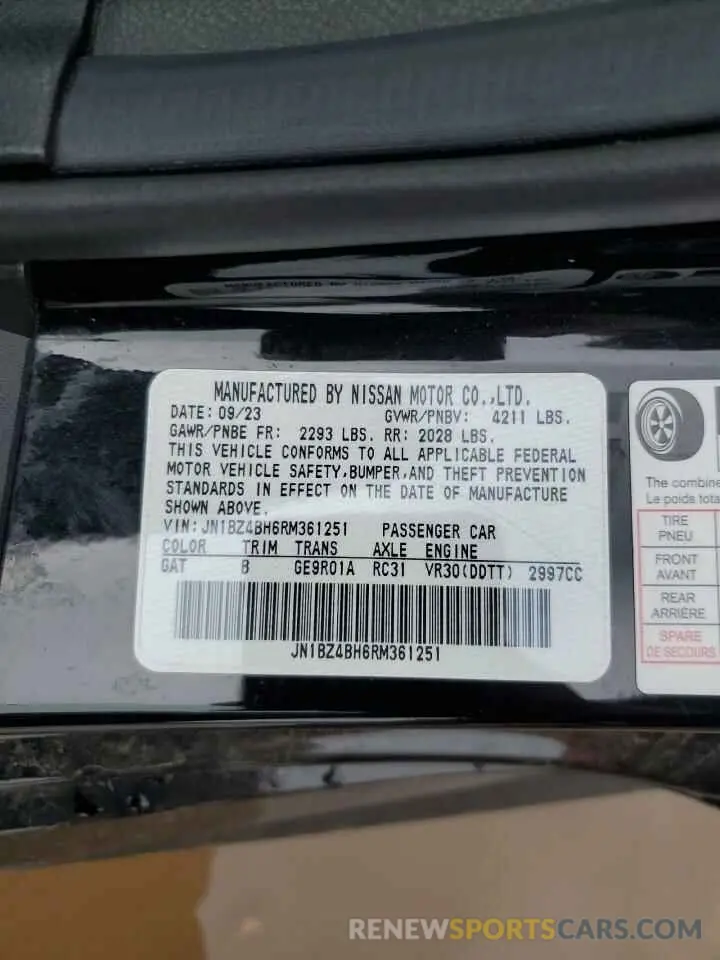 MANUFACTURED BY NISSAN MOTOR CO.,LTD.
DATE: 09/23 GVWR/PNBV: 4211 LBS.
GAWR/PNBE FR: 2293 LBS. RR: 2028 LBS.
THIS VEHICLE CONFORMS TO ALL APPLICABLE FEDERAL
MOTOR VEHICLE SAFETY,BUMPER,AND THEFT PREVENTION
STANDARDS IN EFFECT ON THE DATE OF MANUFACTURE
SHOWN ABOVE.
VIN:JN1BZ4BH6RM361251 PASSENGER CAR
COLOR TRIM TRANS AXLE ENGINE
GAT B GE9R01A RC31 VR30(DDTT) 2997CC
JN1BZ4BH6RM361251
The combine
Le poids tota
TIRE
PNEU
FRONT
AVANT
REAR
ARRIÈRE
SPARE
DE SECOURS
RENEWSPORTSCARS.COM